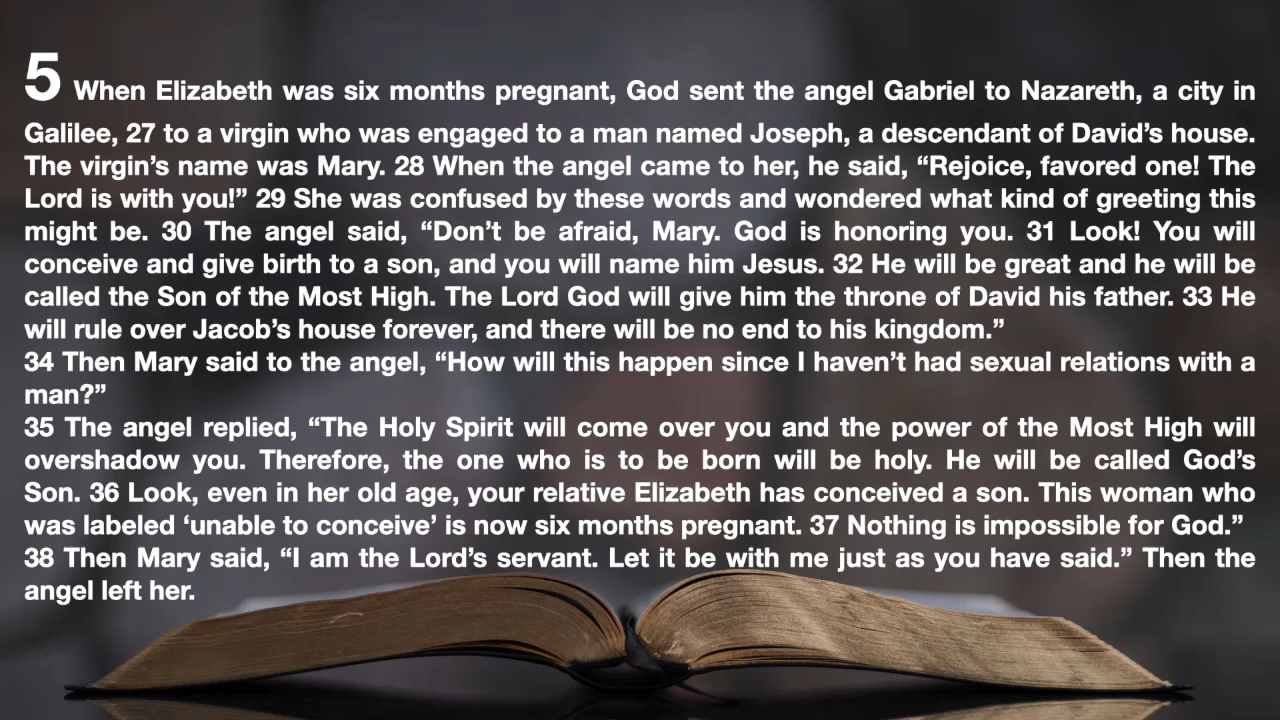 5 When Elizabeth was six months pregnant, God sent the angel Gabriel to Nazareth, a city in
Galilee, 27 to a virgin who was engaged to a man named Joseph, a descendant of David’s house.
The virgin’s name was Mary. 28 When the angel came to her, he said, “Rejoice, favored one! The
Lord is with you!” 29 She was confused by these words and wondered what kind of greeting this
might be. 30 The angel said, “Don’t be afraid, Mary. God is honoring you. 31 Look! You will
conceive and give birth to a son, and you will name him Jesus. 32 He will be great and he will be
called the Son of the Most High. The Lord God will give him the throne of David his father. 33 He
will rule over Jacob’s house forever, and there will be no end to his kingdom.”
34 Then Mary said to the angel, “How will this happen since I haven’t had sexual relations with a
man?”
35 The angel replied, “The Holy Spirit will come over you and the power of the Most High will
overshadow you. Therefore, the one who is to be born will be holy. He will be called God’s
Son. 36 Look, even in her old age, your relative Elizabeth has conceived a son. This woman who
was labeled ‘unable to conceive’ is now six months pregnant. 37 Nothing is impossible for God.”
38 Then Mary said, “I am the Lord’s servant. Let it be with me just as you have said.” Then the
angel left her.